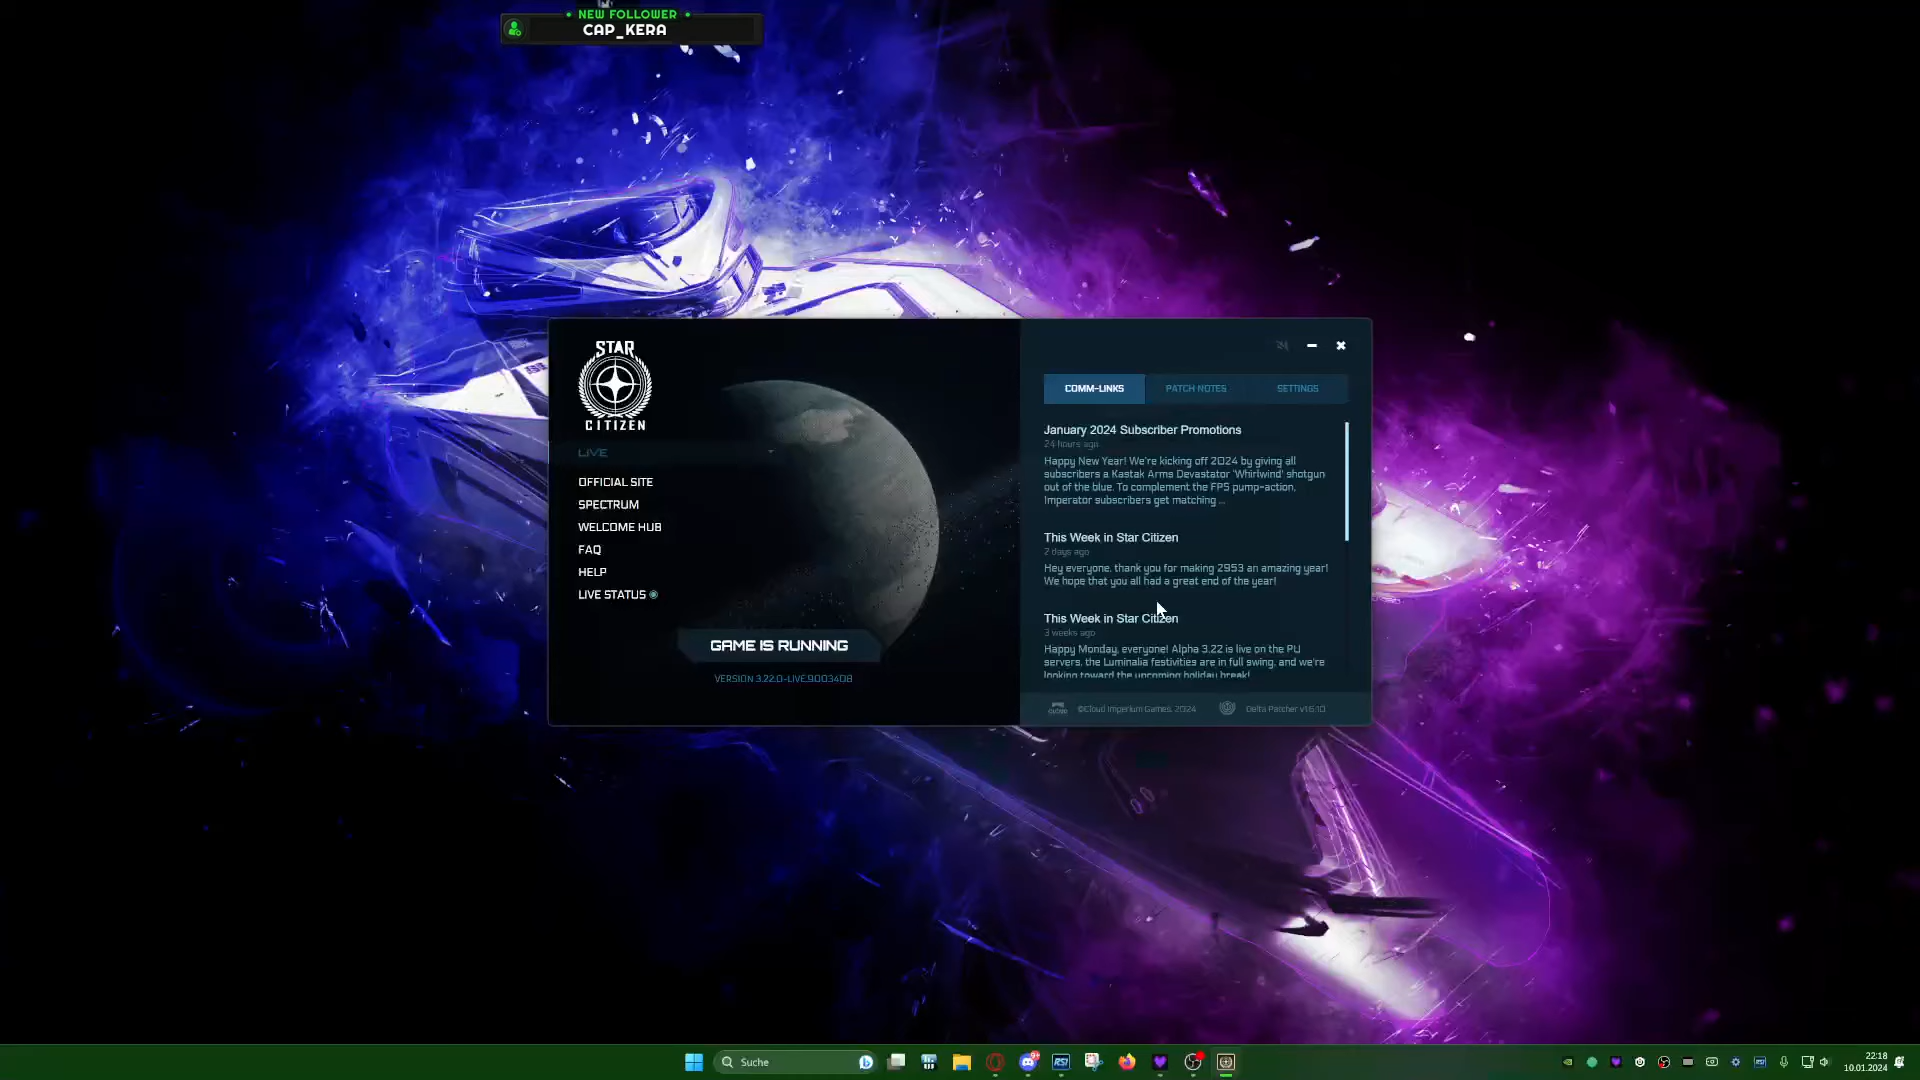 NEW FOLLOWER
CAP_KERA
STAR
CITIZEN
LIVE
OFFICIAL SITE
SPECTRUM
WELCOME HUB
FAQ
HELP
LIVE STATUS
GAME IS RUNNING
VERSION 3.22.0-LIVE.9003408
COMM-LINKS
PATCH NOTES
SETTINGS
January 2024 Subscriber Promotions
24 hours ago
Happy New Year! We're kicking off 2024 by giving all
subscribers a Kastak Arms Devastator 'Whirlwind' shotgun
out of the blue. To complement the FPS pump-action,
Imperator subscribers get matching ...
This Week in Star Citizen
2 days ago
Hey everyone, thank you for making 2953 an amazing year!
We hope that you all had a great end of the year!
This Week in Star Citizen
3 weeks ago
Happy Monday, everyone! Alpha 3.22 is live on the PU
servers, the Luminalia festivities are in full swing, and we're
looking toward the upcoming holiday break!
©Cloud Imperium Games, 2024
Delta Patcher v1.6.10
Suche
RSI
22:18
10.01.2024